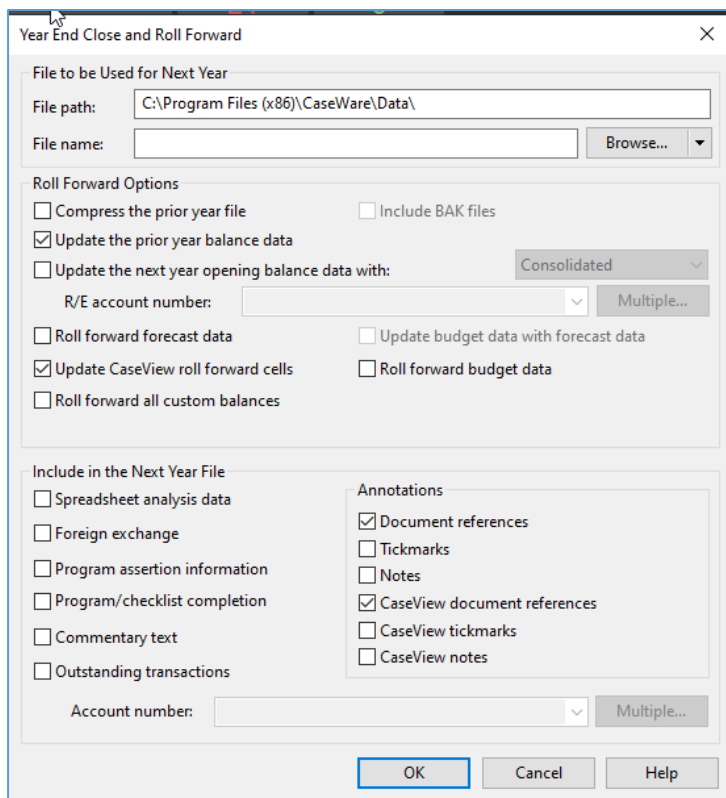 Year End Close and Roll Forward
File to be Used for Next Year
File path: C:\Program Files (x86)\CaseWare\Data\
File name: Browse...
Roll Forward Options
Compress the prior year file Include BAK files
Update the prior year balance data
Update the next year opening balance data with: Consolidated
R/E account number: Multiple...
Roll forward forecast data Update budget data with forecast data
Update CaseView roll forward cells Roll forward budget data
Roll forward all custom balances
Include in the Next Year File
Spreadsheet analysis data
Foreign exchange
Program assertion information
Program/checklist completion
Commentary text
Outstanding transactions
Annotations
Document references
Tickmarks
Notes
CaseView document references
CaseView tickmarks
CaseView notes
Account number: Multiple...
OK Cancel Help